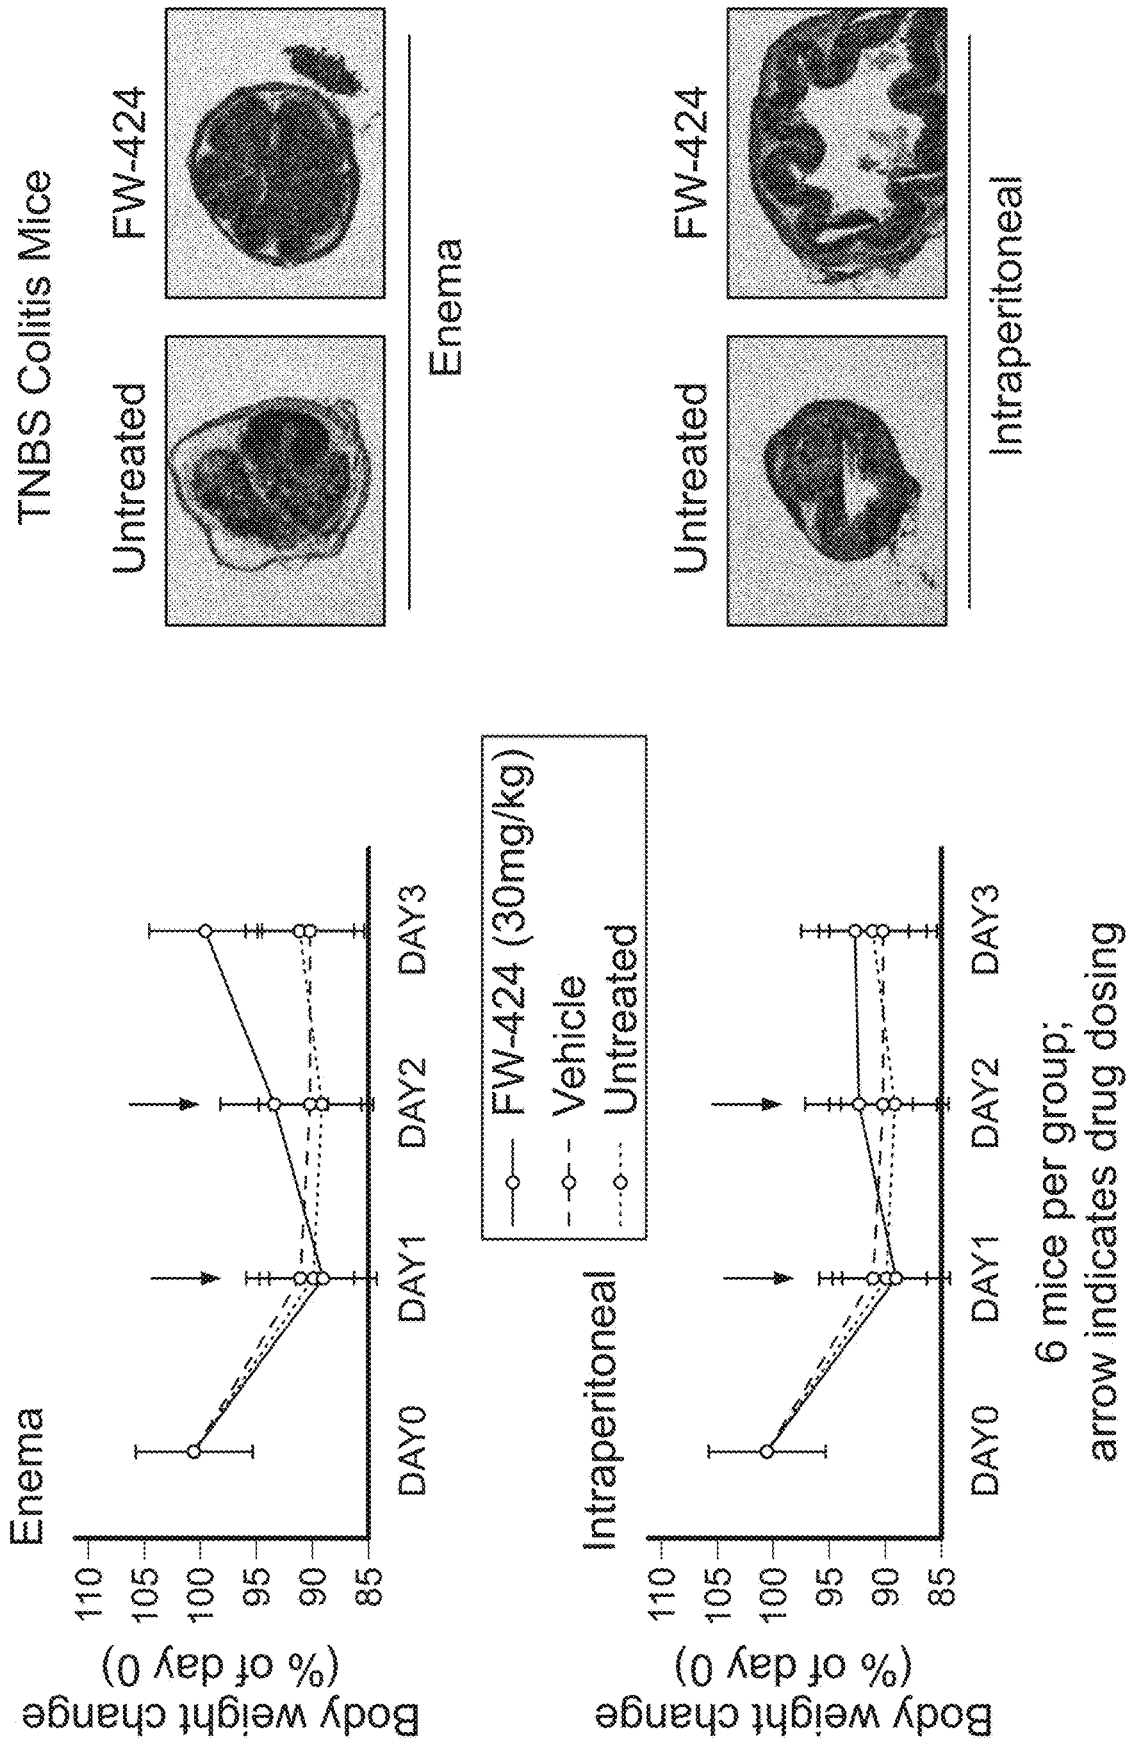 TNBS Colitis Mice
Enema
Body weight change
(% of day 0)
110
105
100
95
90
85
DAY0
DAY1
DAY2
DAY3
Untreated
FW-424
Enema
FW-424 (30mg/kg)
Vehicle
Untreated
Intraperitoneal
Body weight change
(% of day 0)
110
105
100
95
90
85
DAY0
DAY1
DAY2
DAY3
Untreated
FW-424
Intraperitoneal
6 mice per group;
arrow indicates drug dosing